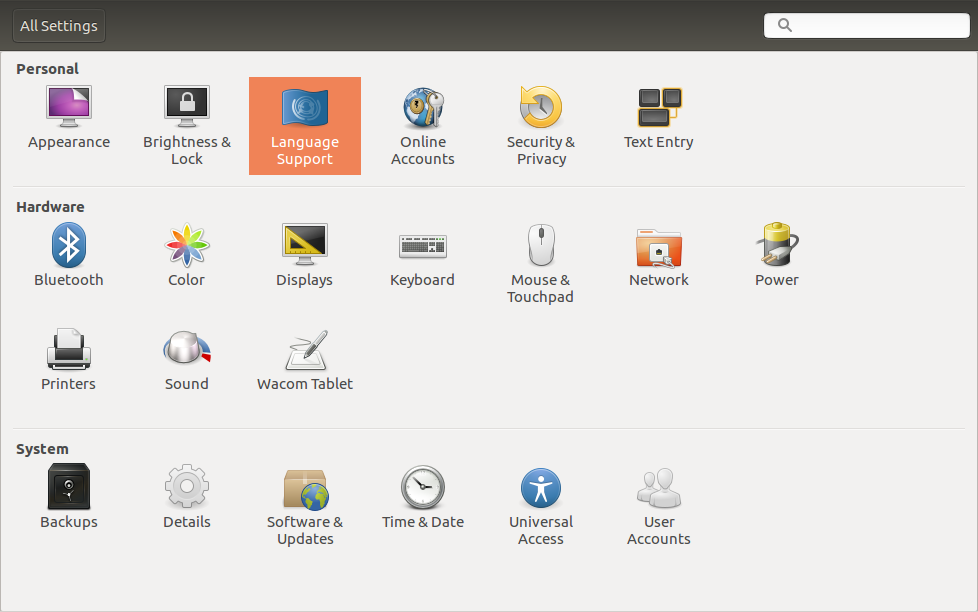 All Settings
Personal
Appearance
Brightness &
Lock
Language
Support
Online
Accounts
Security &
Privacy
Text Entry
Hardware
Bluetooth
Color
Displays
Keyboard
Mouse &
Touchpad
Network
Power
Printers
Sound
Wacom Tablet
System
Backups
Details
Software &
Updates
Time & Date
Universal
Access
User
Accounts